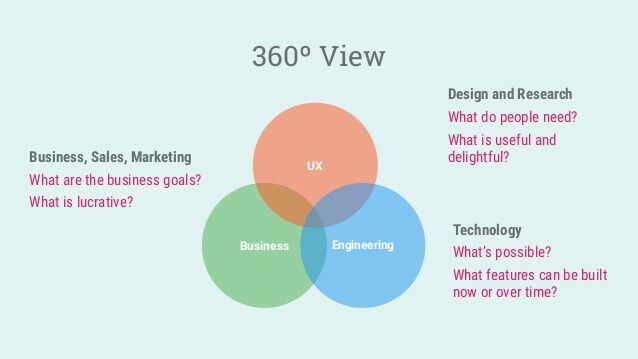 360º View
Design and Research
What do people need?
What is useful and
delightful?
UX
Business, Sales, Marketing
What are the business goals?
What is lucrative?
Business
Engineering
Technology
What's possible?
What features can be built
now or over time?